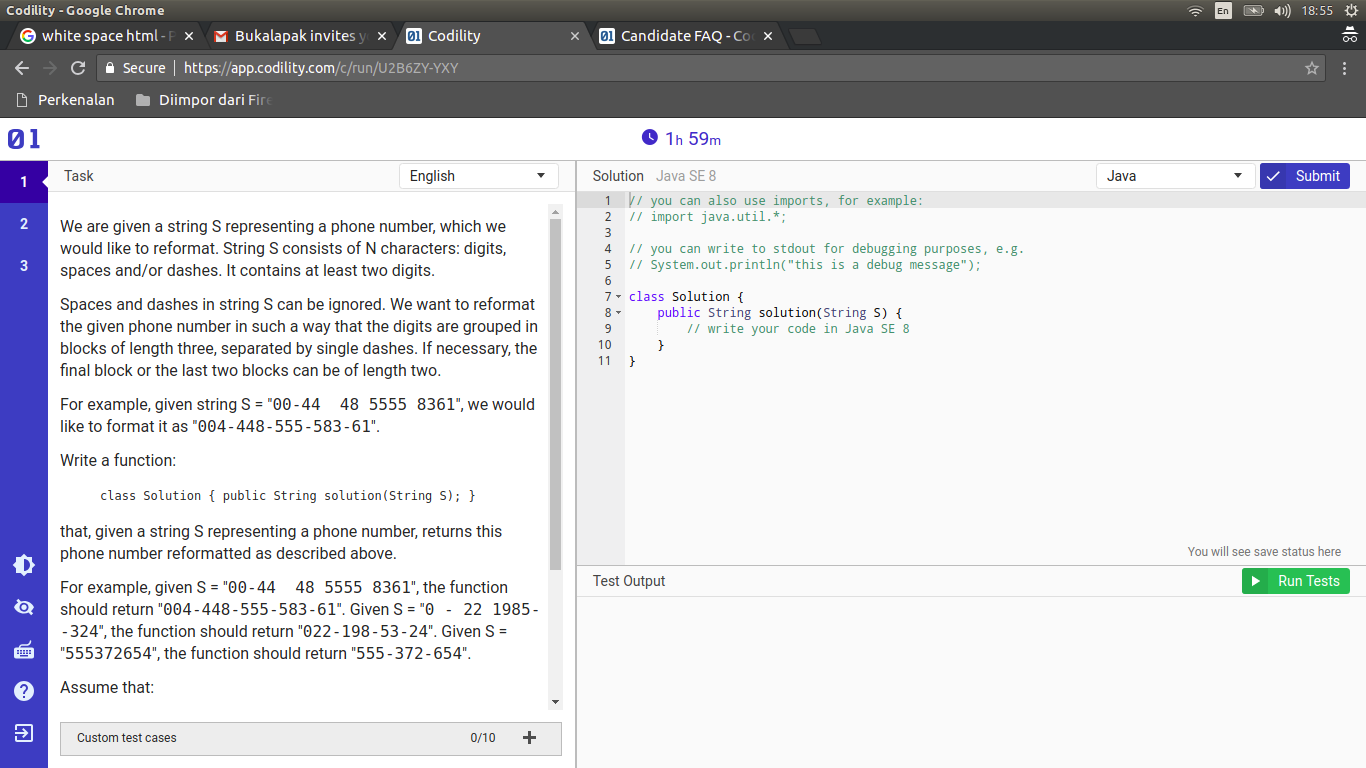 Codility - Google Chrome
En
18:55
white space html - P
Bukalapak invites y
Codility
Candidate FAQ - Co
Secure
https://app.codility.com/c/run/U2B6ZY-YXY
Perkenalan
Diimpor dari Fire
01
1h 59m
1
2
3
Task
English
We are given a string S representing a phone number, which we
would like to reformat. String S consists of N characters: digits,
spaces and/or dashes. It contains at least two digits.
Spaces and dashes in string S can be ignored. We want to reformat
the given phone number in such a way that the digits are grouped in
blocks of length three, separated by single dashes. If necessary, the
final block or the last two blocks can be of length two.
For example, given string S = "00-44  48 5555 8361", we would
like to format it as "004-448-555-583-61".
Write a function:
class Solution { public String solution(String S); }
that, given a string S representing a phone number, returns this
phone number reformatted as described above.
For example, given S = "00-44  48 5555 8361", the function
should return "004-448-555-583-61". Given S = "0 - 22 1985-
-324", the function should return "022-198-53-24". Given S =
"555372654", the function should return "555-372-654".
Assume that:
Custom test cases
0/10
Solution
Java SE 8
Java
Submit
1 // you can also use imports, for example:
2 // import java.util.*;
3
4 // you can write to stdout for debugging purposes, e.g.
5 // System.out.println("this is a debug message");
6
7 class Solution {
8     public String solution(String S) {
9         // write your code in Java SE 8
10     }
11 }
You will see save status here
Test Output
Run Tests